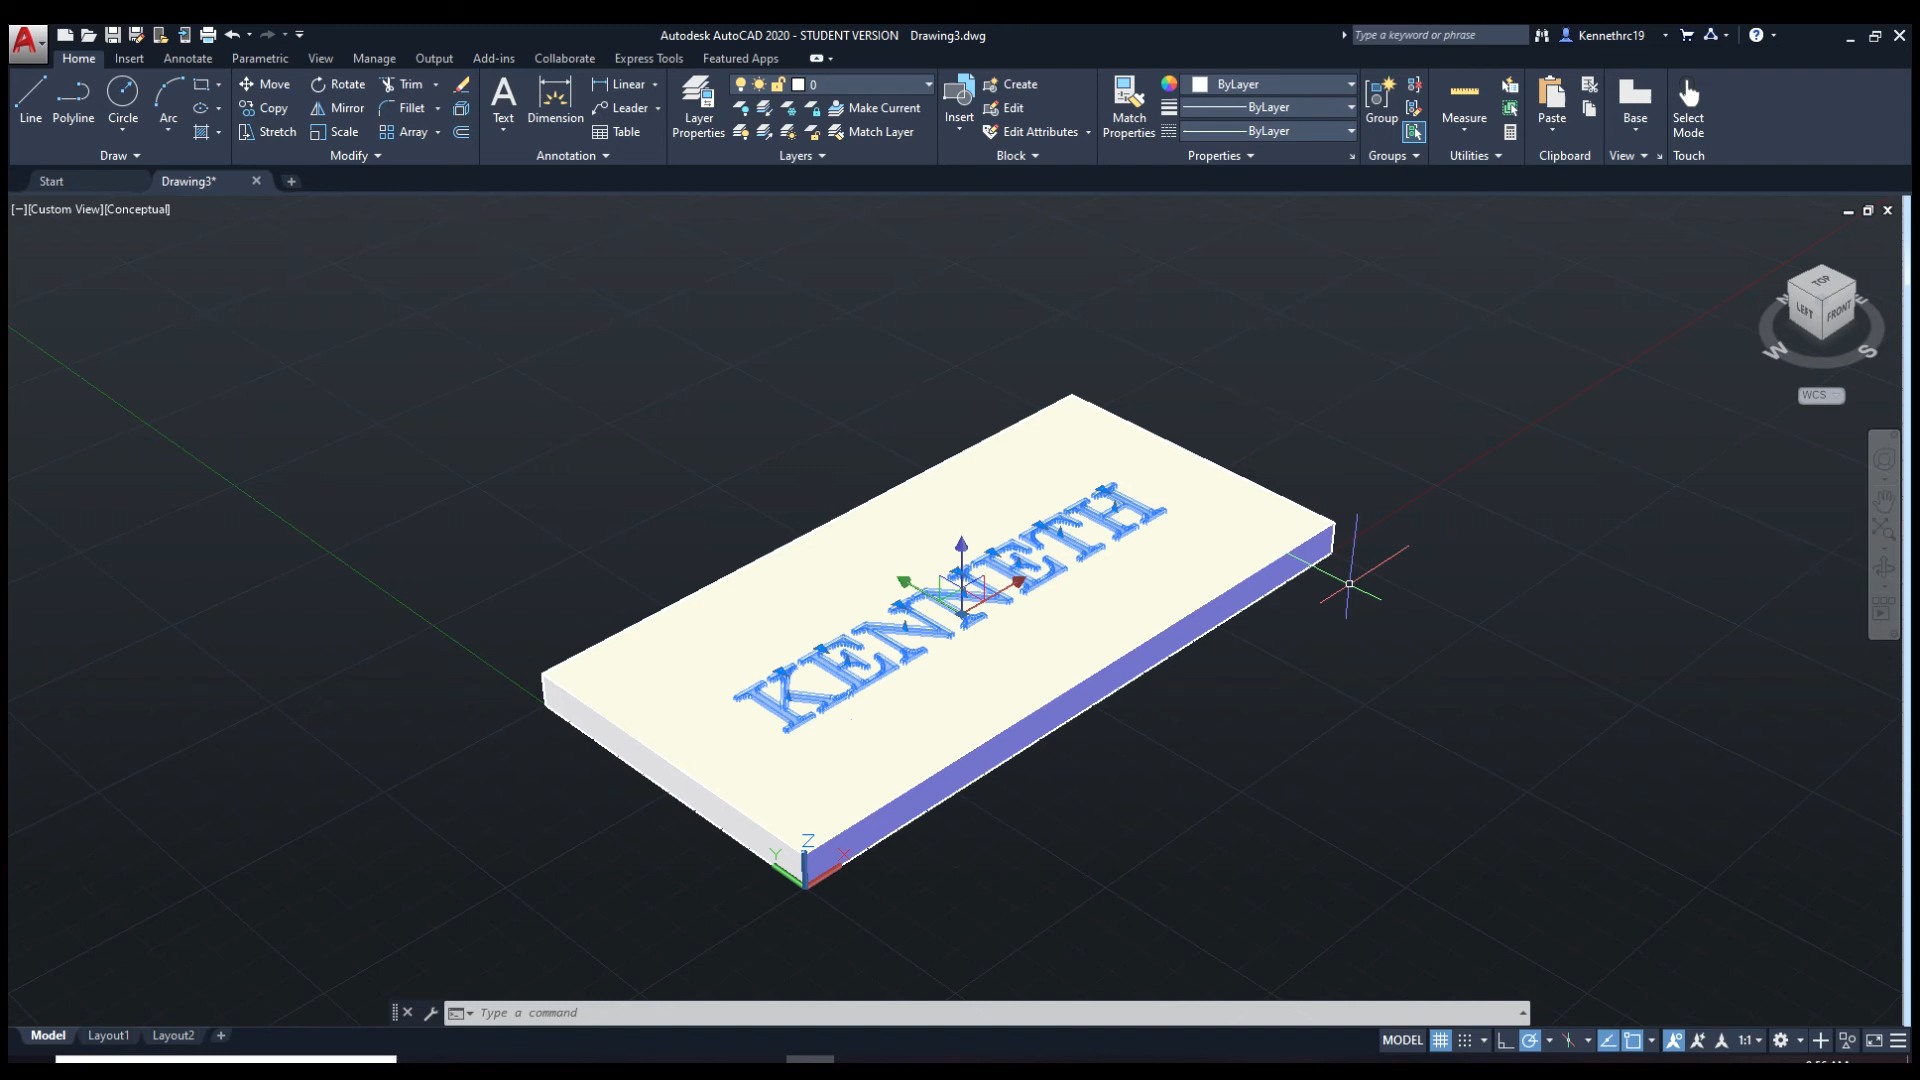 Autodesk AutoCAD 2020 - STUDENT VERSION Drawing3.dwg
Type a keyword or phrase
Kennethrc19
Home Insert Annotate Parametric View Manage Output Add-ins Collaborate Express Tools Featured Apps
Line Polyline Circle Arc
Move Rotate Trim
Copy Mirror Fillet
Stretch Scale Array
Text Dimension
Linear
Leader
Table
Layer Properties
0
Make Current
Match Layer
Insert
Create
Edit
Edit Attributes
Match Properties
ByLayer
ByLayer
ByLayer
Group
Measure
Paste
Base
Select Mode
Draw Modify Annotation Layers Block Properties Groups Utilities Clipboard View Touch
Start Drawing3*
[−][Custom View][Conceptual]
TOP
LEFT FRONT
W S
WCS
KENNETH
Z
Y X
Type a command
Model Layout1 Layout2
MODEL 1:1